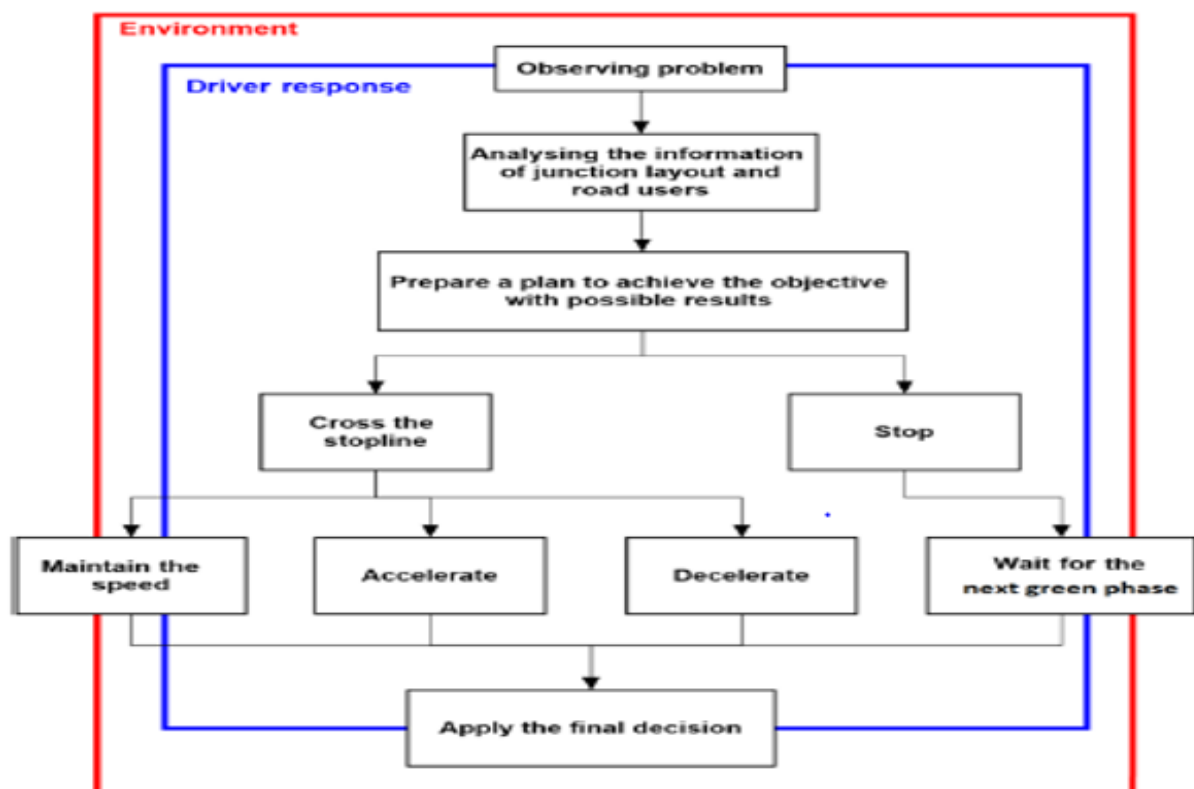 Environment
Observing problem
Driver response
Analysing the information
of junction layout and
road users
Prepare a plan to achieve the objective
with possible results
Cross the
stopline
Stop
Maintain the
speed
Accelerate
Decelerate
Wait for the
next green phase
Apply the final decision